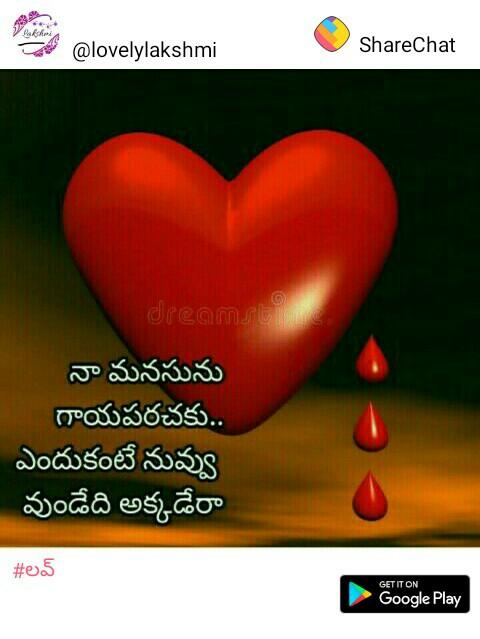 Lakshmi
@lovelylakshmi
ShareChat
dreamstime.
నా మనసును
గాయపరచకు..
ఎందుకంటే నువ్వు
వుండేది అక్కడేరా
#లవ్
GET IT ON
Google Play